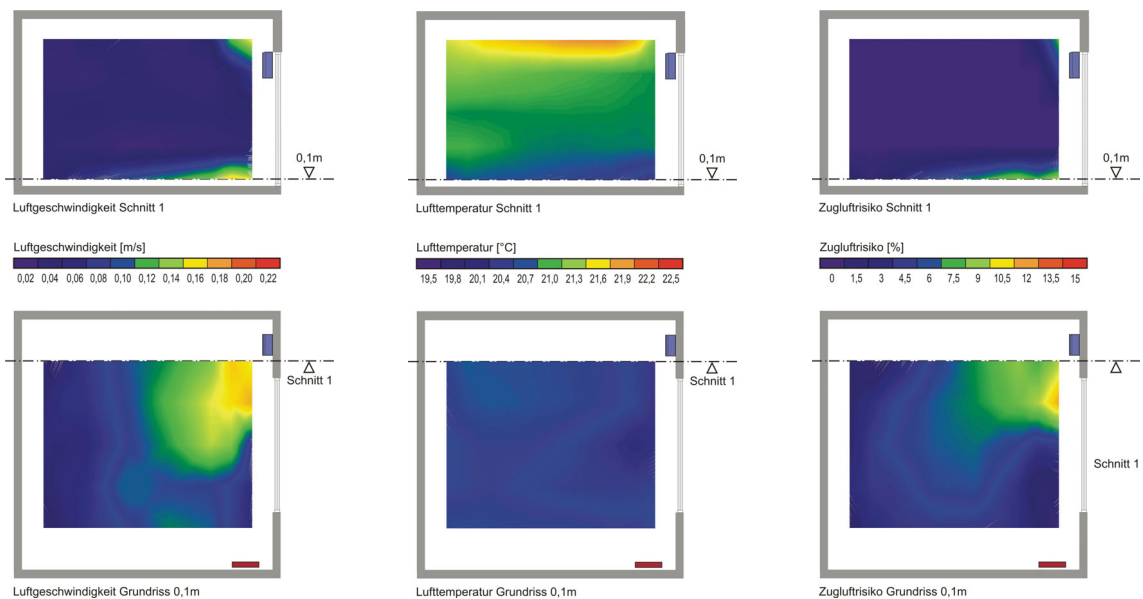 0,1m
0,1m
0,1m
Luftgeschwindigkeit Schnitt 1
Lufttemperatur Schnitt 1
Zugluftrisiko Schnitt 1
Luftgeschwindigkeit [m/s]
0,02 0,04 0,06 0,08 0,10 0,12 0,14 0,16 0,18 0,20 0,22
Lufttemperatur [°C]
19,5 19,8 20,1 20,4 20,7 21,0 21,3 21,6 21,9 22,2 22,5
Zugluftrisiko [%]
0 1,5 3 4,5 6 7,5 9 10,5 12 13,5 15
Schnitt 1
Schnitt 1
Schnitt 1
Luftgeschwindigkeit Grundriss 0,1m
Lufttemperatur Grundriss 0,1m
Zugluftrisiko Grundriss 0,1m